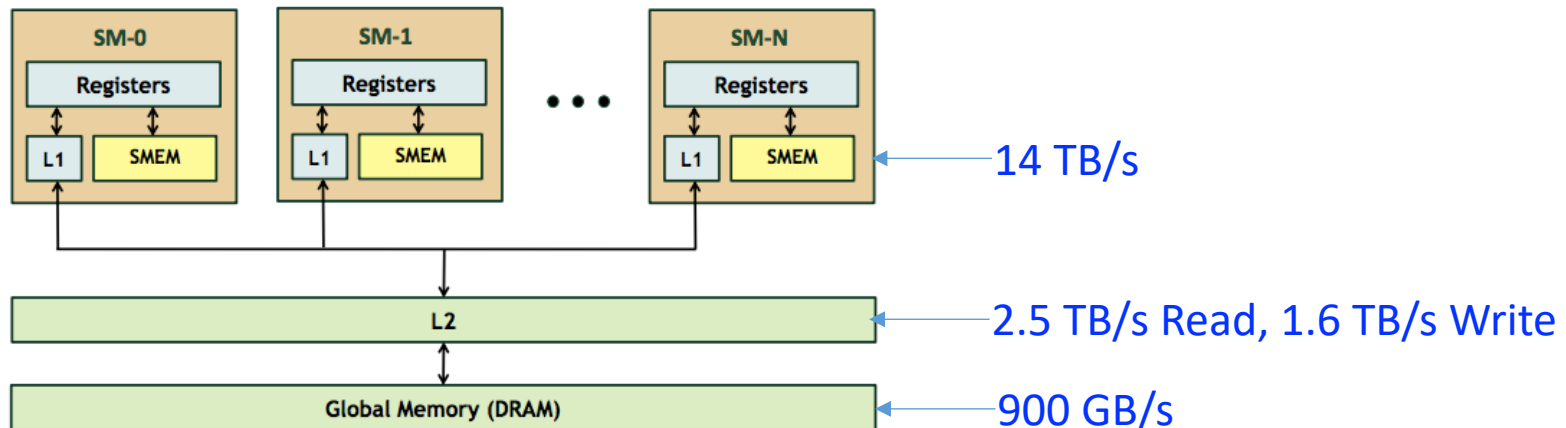 SM-0
Registers
L1
SMEM
SM-1
Registers
L1
SMEM
SM-N
Registers
L1
SMEM
14 TB/s
L2
2.5 TB/s Read, 1.6 TB/s Write
Global Memory (DRAM)
900 GB/s